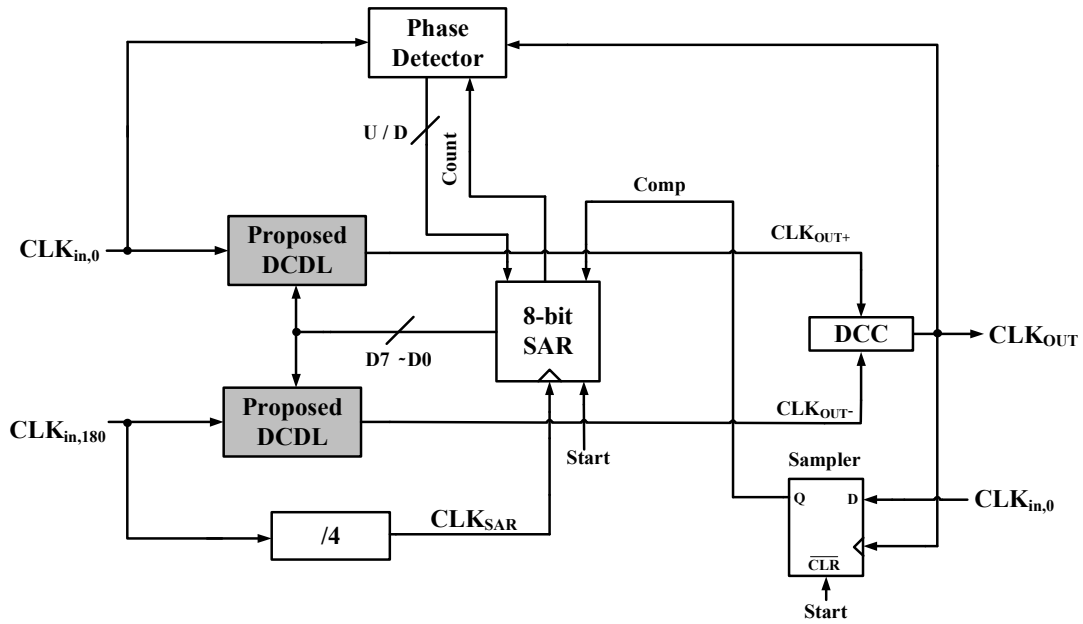 Phase
Detector
U / D
Count
Comp
CLKin,0
Proposed
DCDL
CLKOUT+
8-bit
SAR
D7 ~D0
DCC
CLKOUT
CLKin,180
Proposed
DCDL
CLKOUT-
Start
Sampler
Q
D
CLKin,0
/4
CLKSAR
CLR
Start